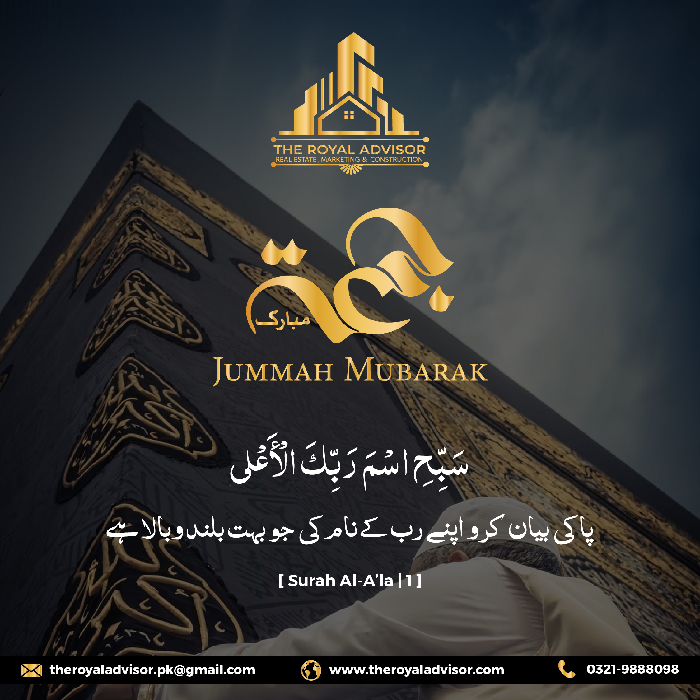 THE ROYAL ADVISOR
REAL ESTATE, MARKETING & CONSTRUCTION
جمعة
مبارک
JUMMAH MUBARAK
سَبِّحِ اسْمَ رَبِّكَ الْأَعْلَى
پاکی بیان کرو اپنے رب کے نام کی جو بہت بلند و بالا ہے
[ Surah Al-A'la | 1 ]
theroyaladvisor.pk@gmail.com
www.theroyaladvisor.com
0321-9888098